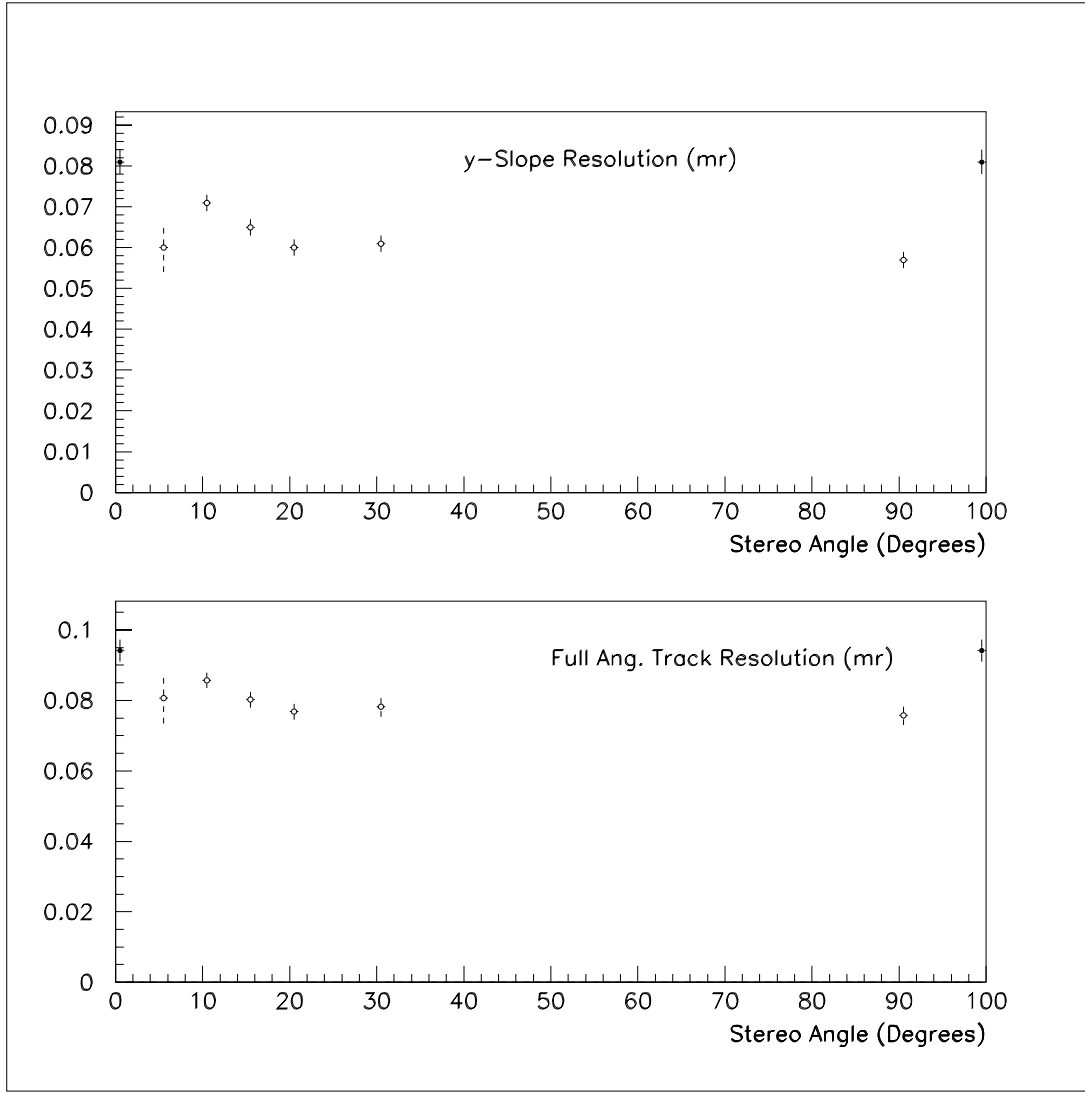 y-Slope Resolution (mr)
0.09
0.08
0.07
0.06
0.05
0.04
0.03
0.02
0.01
0
0 10 20 30 40 50 60 70 80 90 100
Stereo Angle (Degrees)
Full Ang. Track Resolution (mr)
0.1
0.08
0.06
0.04
0.02
0
0 10 20 30 40 50 60 70 80 90 100
Stereo Angle (Degrees)